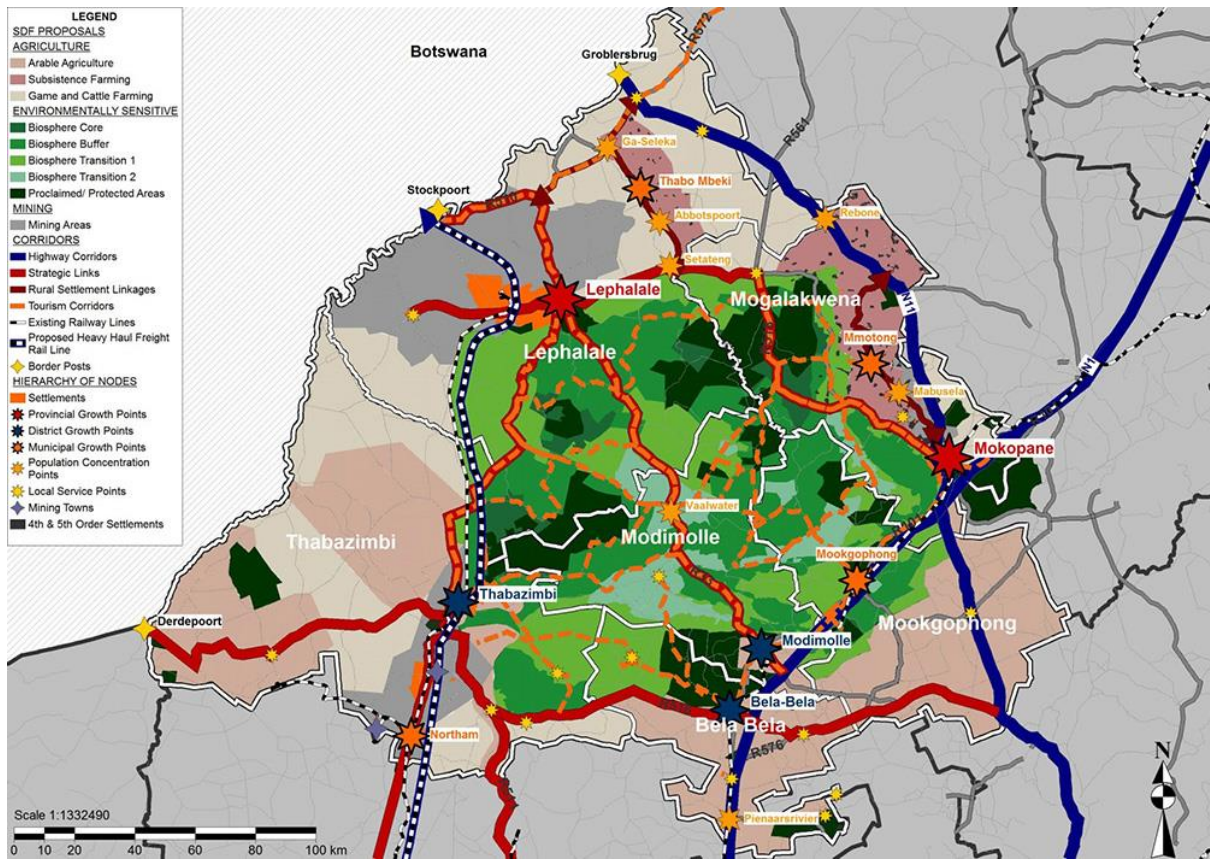 LEGEND
SDF PROPOSALS
AGRICULTURE
Arable Agriculture
Subsistence Farming
Game and Cattle Farming
ENVIRONMENTALLY SENSITIVE
Biosphere Core
Biosphere Buffer
Biosphere Transition 1
Biosphere Transition 2
Proclaimed/ Protected Areas
MINING
Mining Areas
CORRIDORS
Highway Corridors
Strategic Links
Rural Settlement Linkages
Tourism Corridors
Existing Railway Lines
Proposed Heavy Haul Freight
Rail Line
Border Posts
HIERARCHY OF NODES
Settlements
Provincial Growth Points
District Growth Points
Municipal Growth Points
Population Concentration
Points
Local Service Points
Mining Towns
4th & 5th Order Settlements
Botswana
Groblersbrug
R572
R561
Ga-Seleka
Thabo Mbeki
Stockpoort
Abbotspoort
Rebone
Setateng
Lephalale
Mogalakwena
N11
Lephalale
Mmotong
N1
Mabusela
Mokopane
Vaalwater
Thabazimbi
Modimolle
Mookgophong
Thabazimbi
Mookgophong
Derdepoort
Modimolle
Bela-Bela
Bela Bela
Northam
R576
N
Pienaarsrivier
Scale 1:1332490
0 10 20 40 60 80 100 km